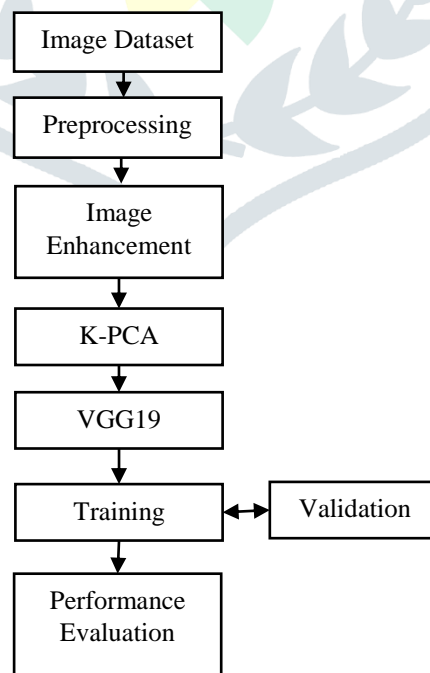 Image Dataset
Preprocessing
Image
Enhancement
K-PCA
VGG19
Training
Validation
Performance
Evaluation